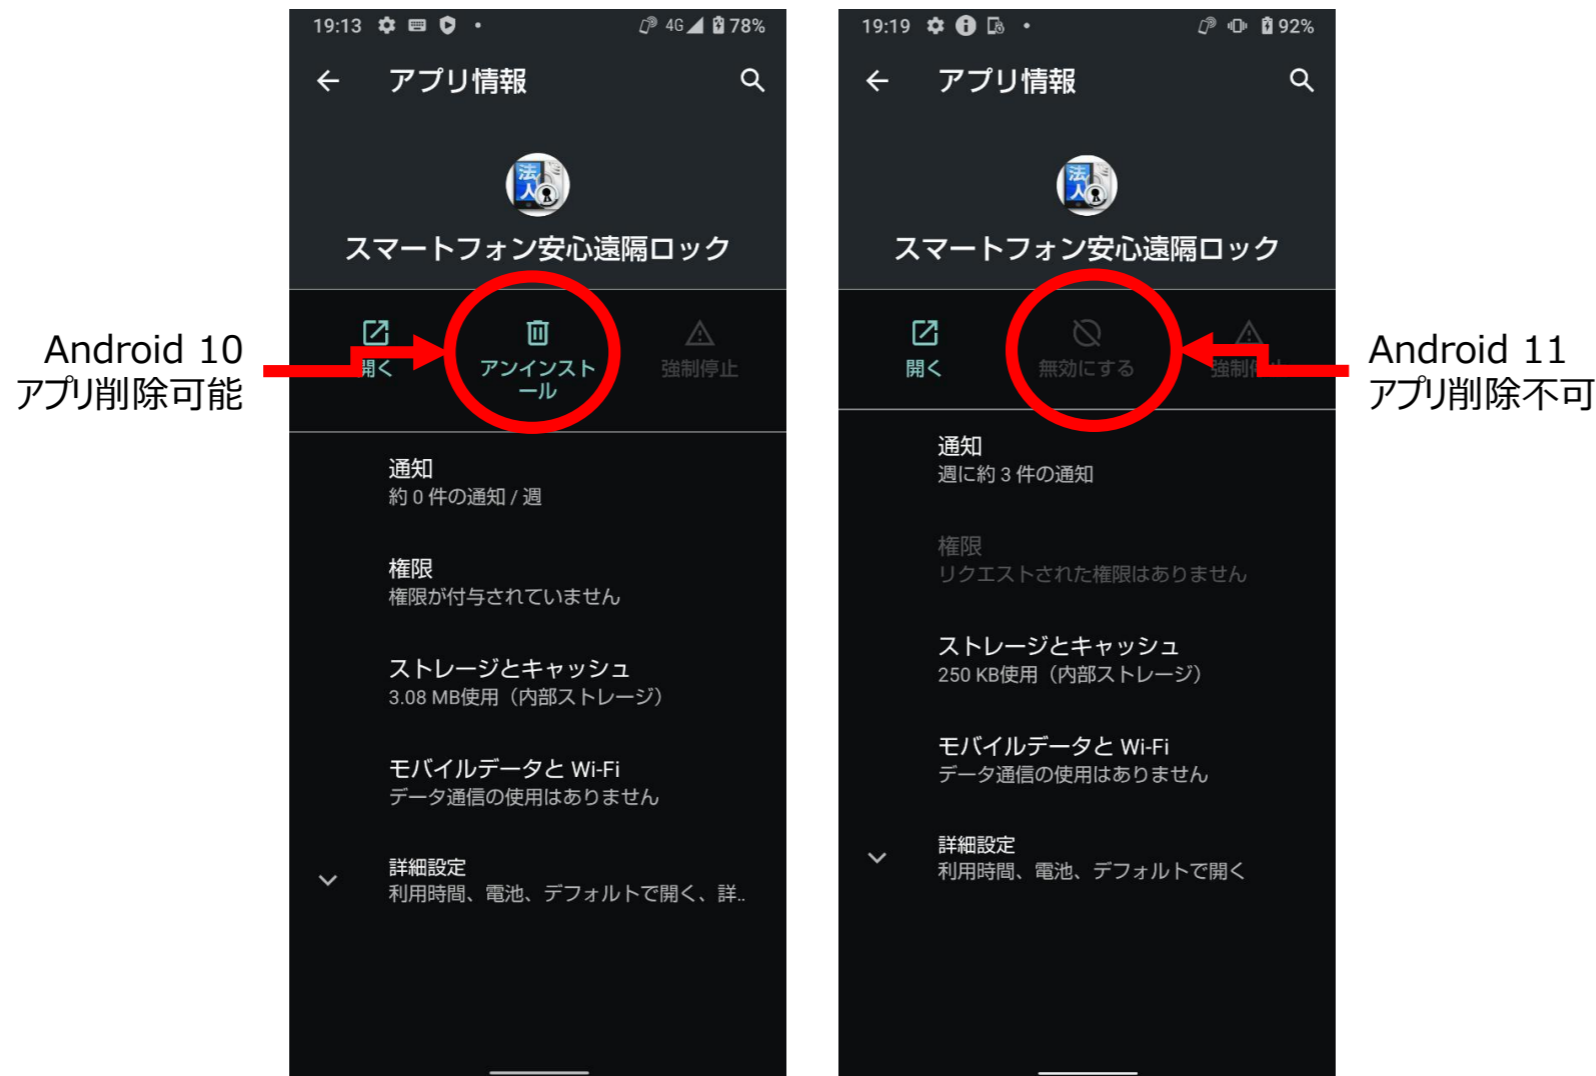 Android 10
アプリ削除可能
19:13
4G
78%
アプリ情報
法
人
スマートフォン安心遠隔ロック
開く
アンインスト
ール
強制停止
通知
約 0 件の通知 / 週
権限
権限が付与されていません
ストレージとキャッシュ
3.08 MB使用（内部ストレージ）
モバイルデータと Wi-Fi
データ通信の使用はありません
詳細設定
利用時間、電池、デフォルトで開く、詳..
19:19
92%
アプリ情報
法
人
スマートフォン安心遠隔ロック
開く
無効にする
強制停止
通知
週に約 3 件の通知
権限
リクエストされた権限はありません
ストレージとキャッシュ
250 KB使用（内部ストレージ）
モバイルデータと Wi-Fi
データ通信の使用はありません
詳細設定
利用時間、電池、デフォルトで開く
Android 11
アプリ削除不可